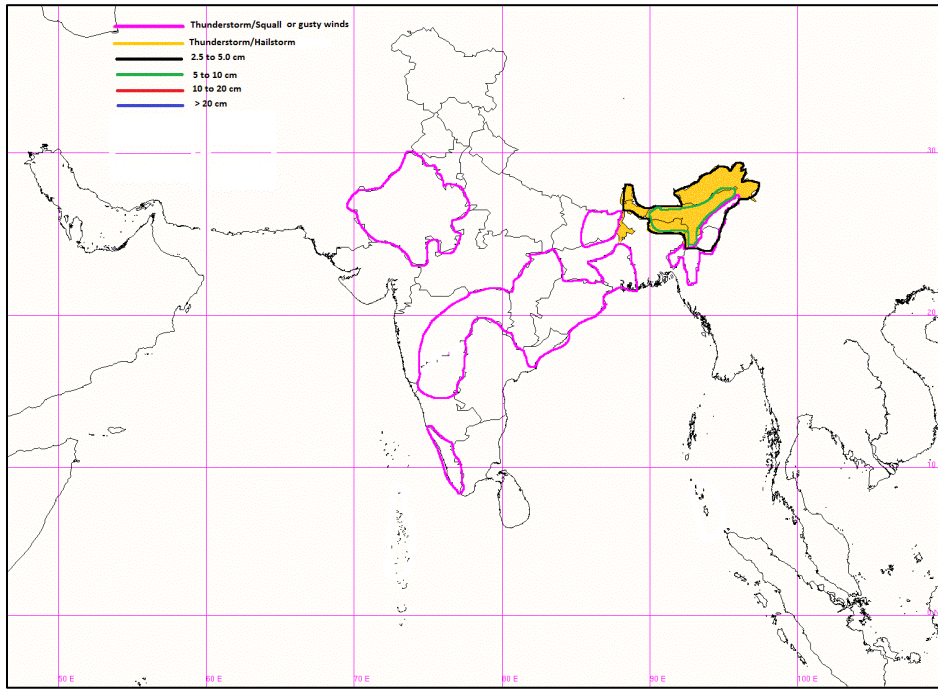 Thunderstorm/Squall or gusty winds
Thunderstorm/Hailstorm
2.5 to 5.0 cm
5 to 10 cm
10 to 20 cm
> 20 cm
30
20
10
50 E
60 E
70 E
80 E
90 E
100 E